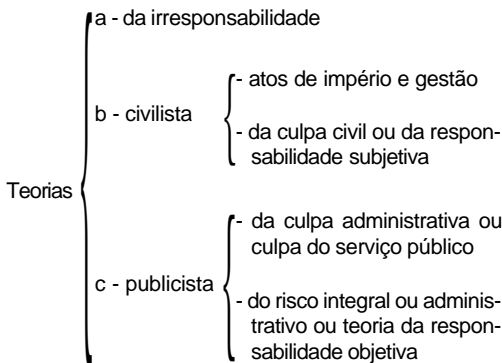 a - da irresponsabilidade
- atos de império e gestão
b - civilista
- da culpa civil ou da respon-
sabilidade subjetiva
Teorias
- da culpa administrativa ou
culpa do serviço público
c - publicista
- do risco integral ou adminis-
trativo ou teoria da respon-
sabilidade objetiva